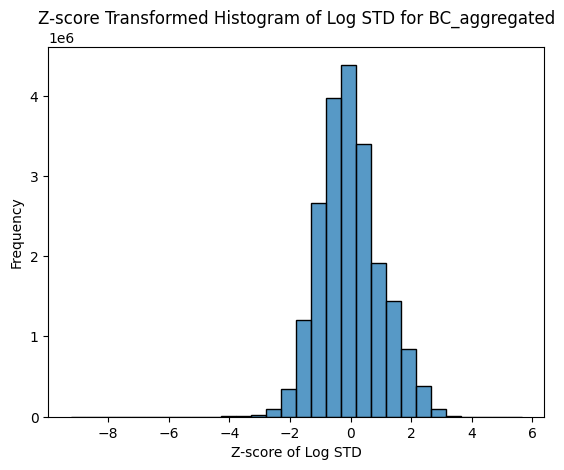 Z-score Transformed Histogram of Log STD for BC_aggregated
1e6
4
3
2
1
0
Frequency
−8 −6 −4 −2 0 2 4 6
Z-score of Log STD